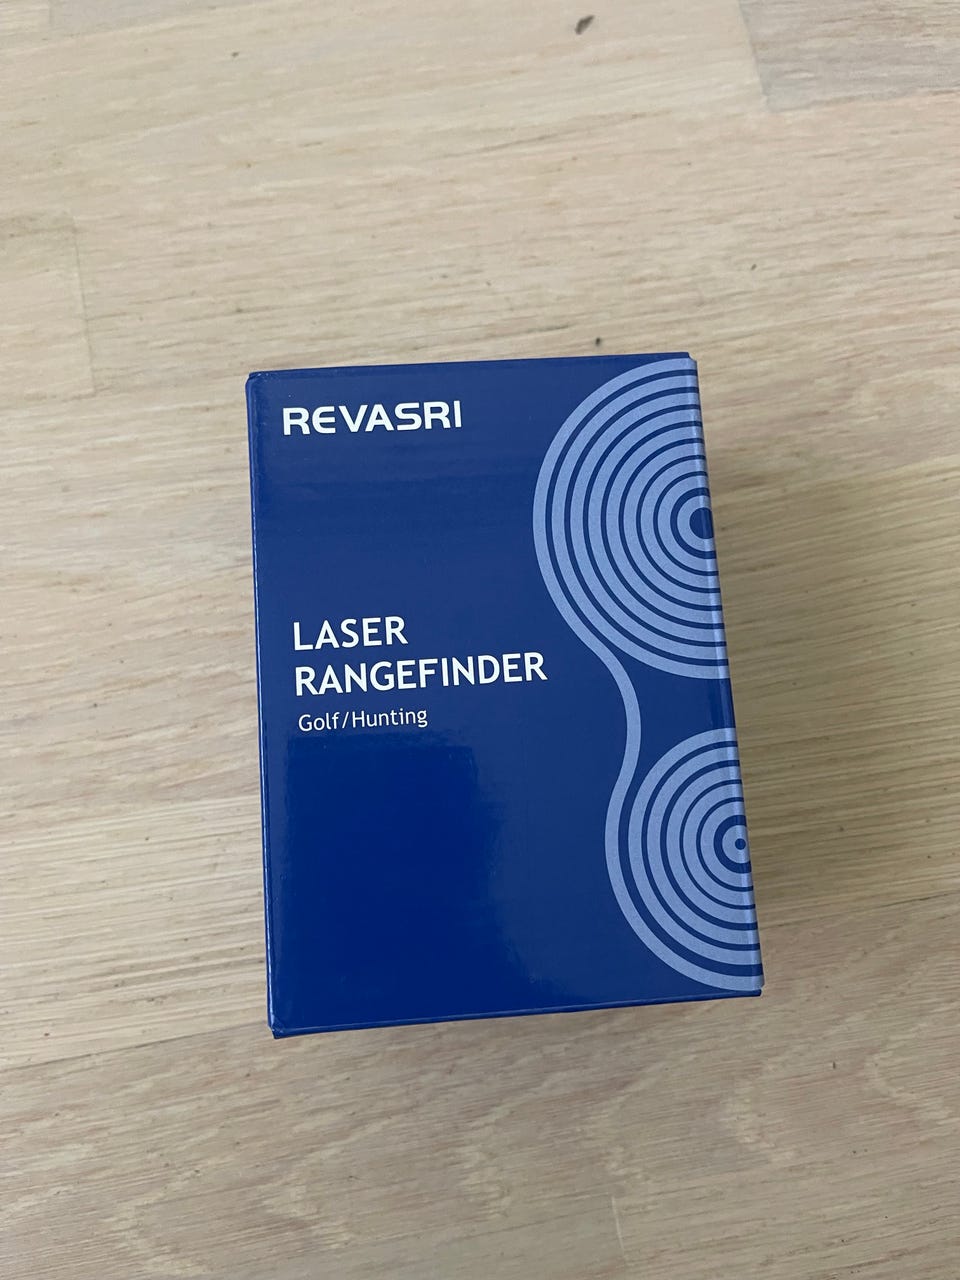 REVASRI
LASER
RANGEFINDER
Golf/Hunting